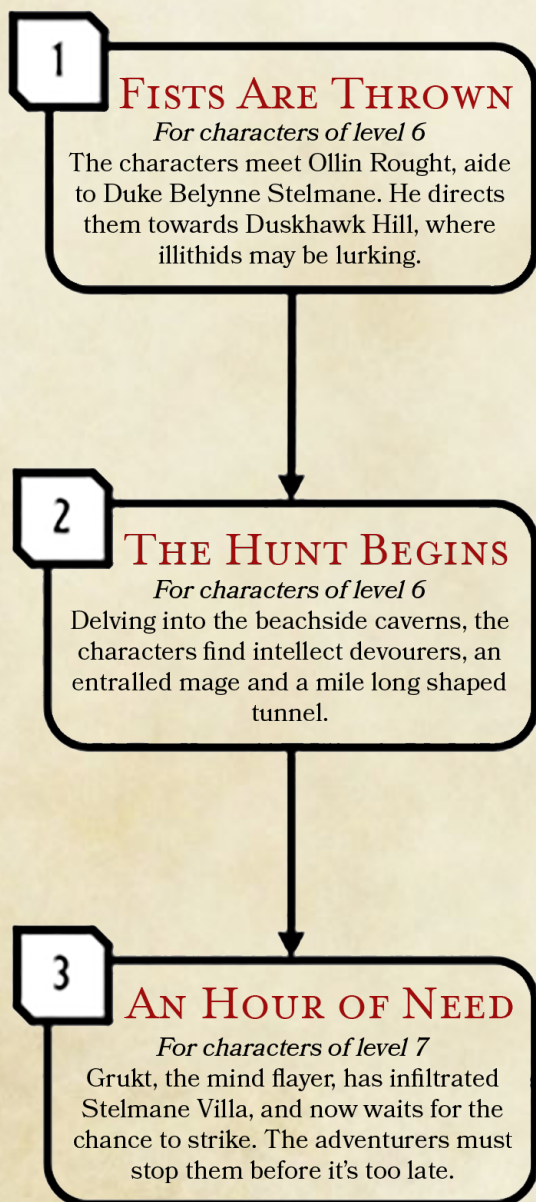 1
FISTS ARE THROWN
For characters of level 6
The characters meet Ollin Rought, aide
to Duke Belynne Stelmane. He directs
them towards Duskhawk Hill, where
illithids may be lurking.
2
THE HUNT BEGINS
For characters of level 6
Delving into the beachside caverns, the
characters find intellect devourers, an
entralled mage and a mile long shaped
tunnel.
3
AN HOUR OF NEED
For characters of level 7
Grukt, the mind flayer, has infiltrated
Stelmane Villa, and now waits for the
chance to strike. The adventurers must
stop them before it's too late.